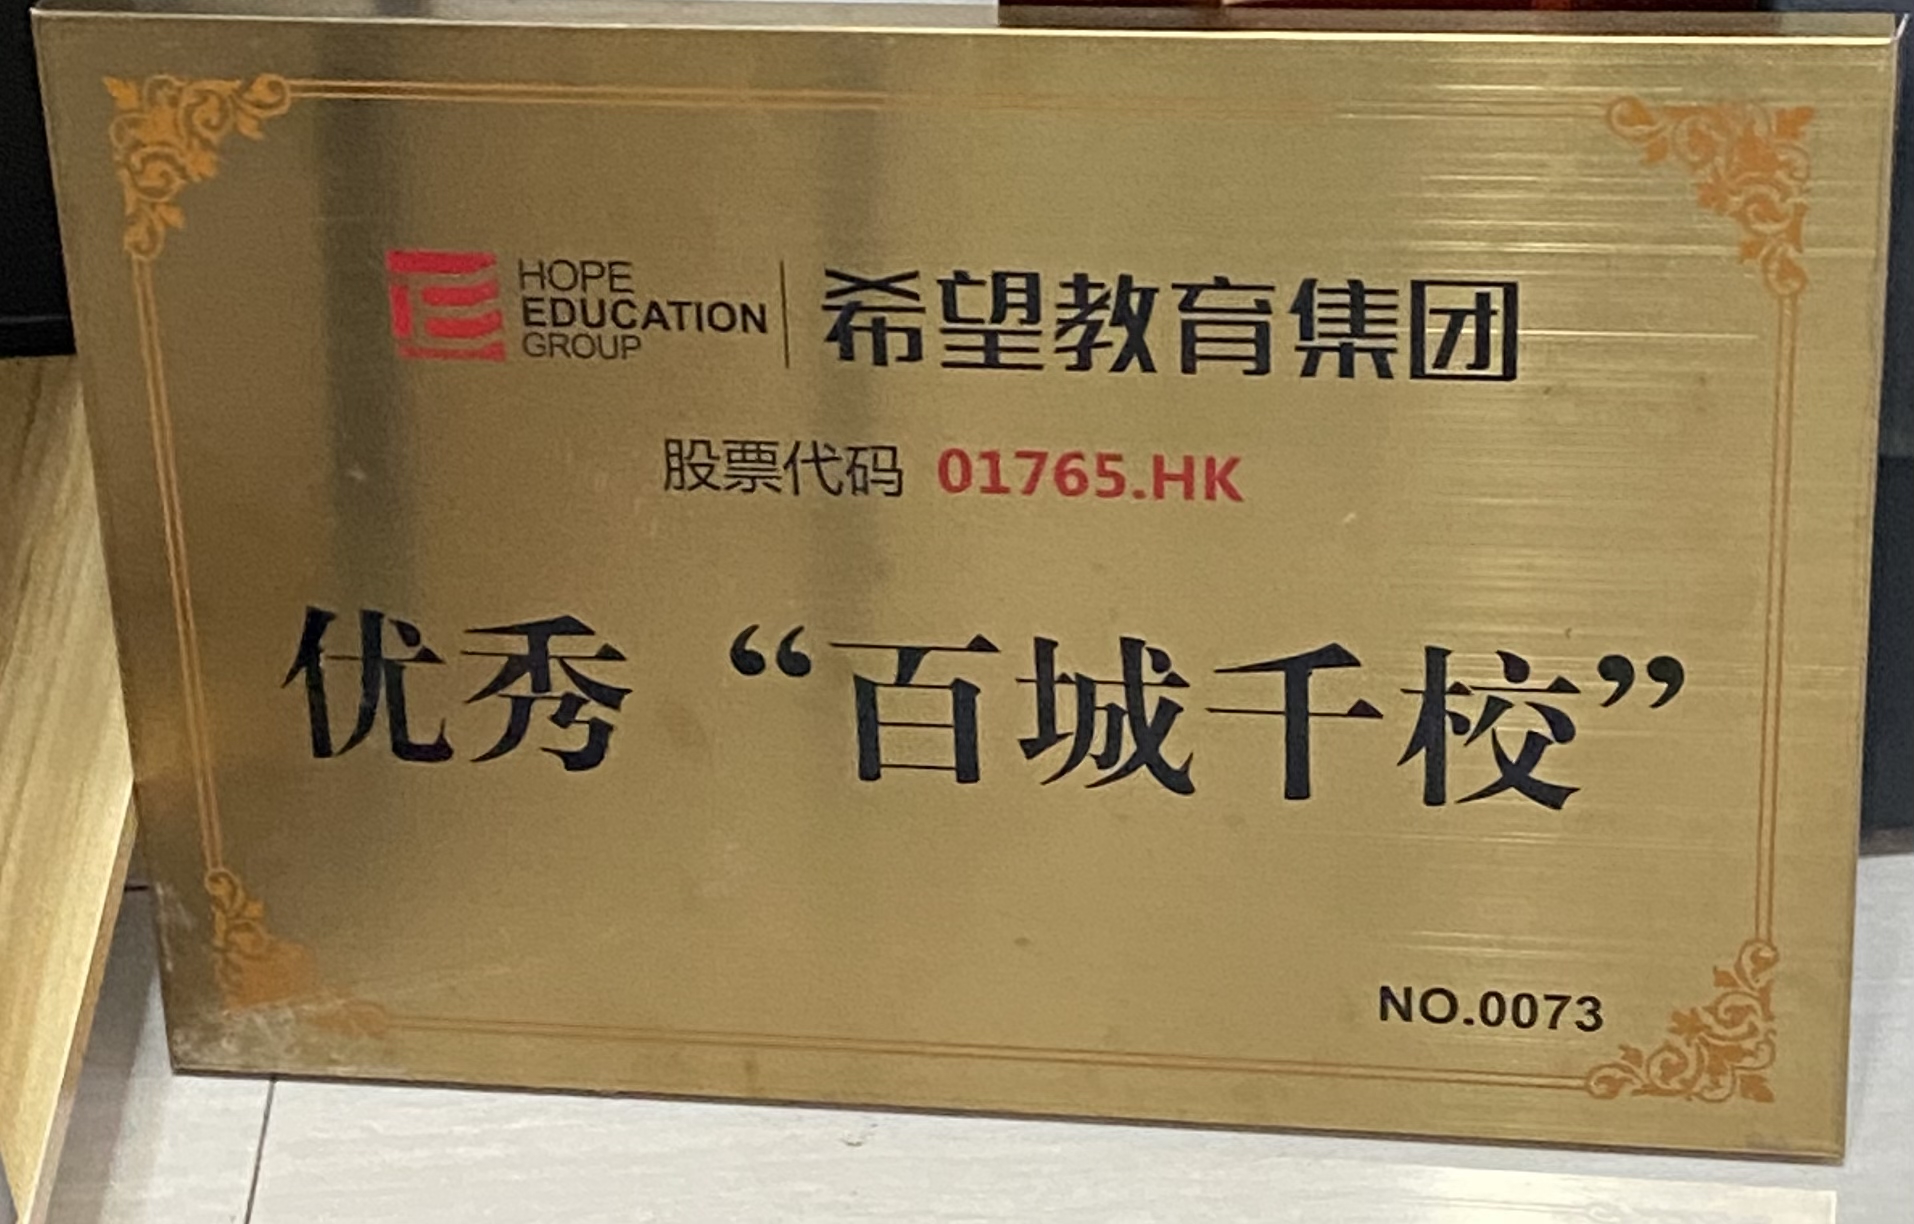 HOPE
EDUCATION
GROUP
希望教育集团
股票代码 01765.HK
优秀“百城千校”
NO.0073